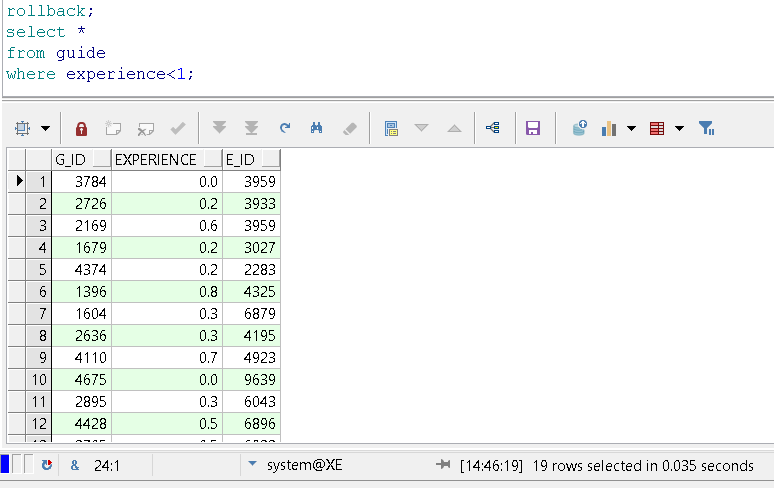 rollback;
select *
from guide
where experience<1;
G_ID EXPERIENCE E_ID
1 3784 0.0 3959
2 2726 0.2 3933
3 2169 0.6 3959
4 1679 0.2 3027
5 4374 0.2 2283
6 1396 0.8 4325
7 1604 0.3 6879
8 2636 0.3 4195
9 4110 0.7 4923
10 4675 0.0 9639
11 2895 0.3 6043
12 4428 0.5 6896
& 24:1 system@XE [14:46:19] 19 rows selected in 0.035 seconds